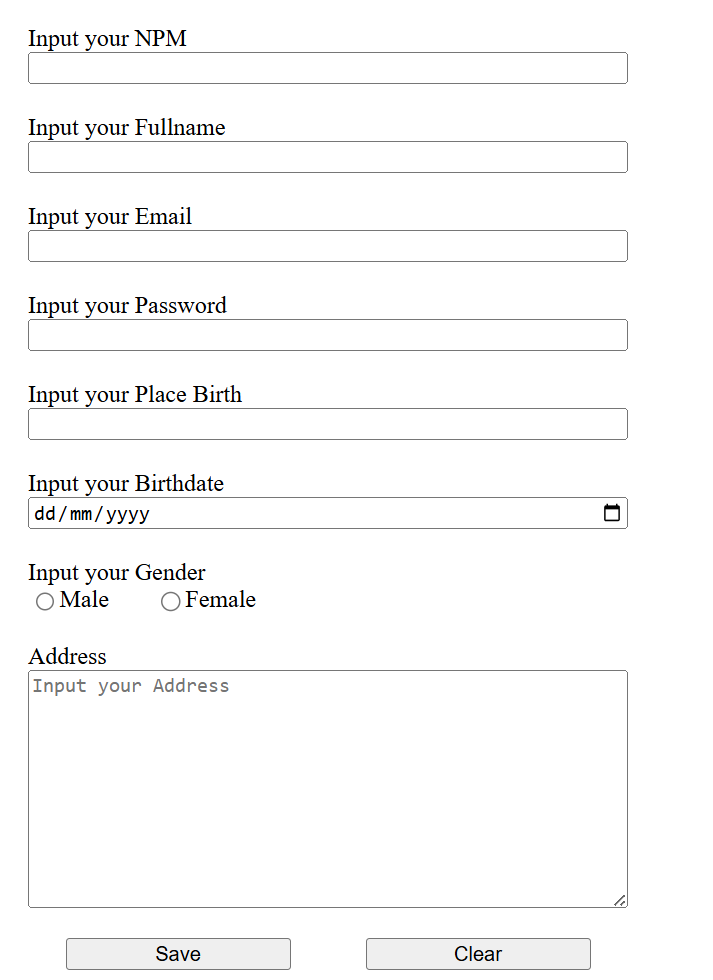 Input your NPM
Input your Fullname
Input your Email
Input your Password
Input your Place Birth
Input your Birthdate
dd/mm/yyyy
Input your Gender
Male Female
Address
Input your Address
Save Clear